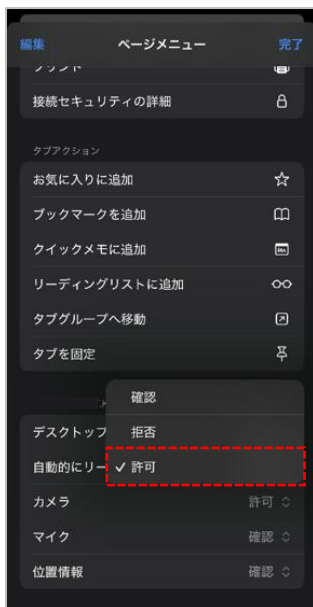 編集 ページメニュー 完了
プリント
接続セキュリティの詳細
タブアクション
お気に入りに追加
ブックマークを追加
クイックメモに追加
リーディングリストに追加
タブグループへ移動
タブを固定
確認
デスクトップ 拒否
自動的にリー ✓ 許可
カメラ 許可
マイク 確認
位置情報 確認